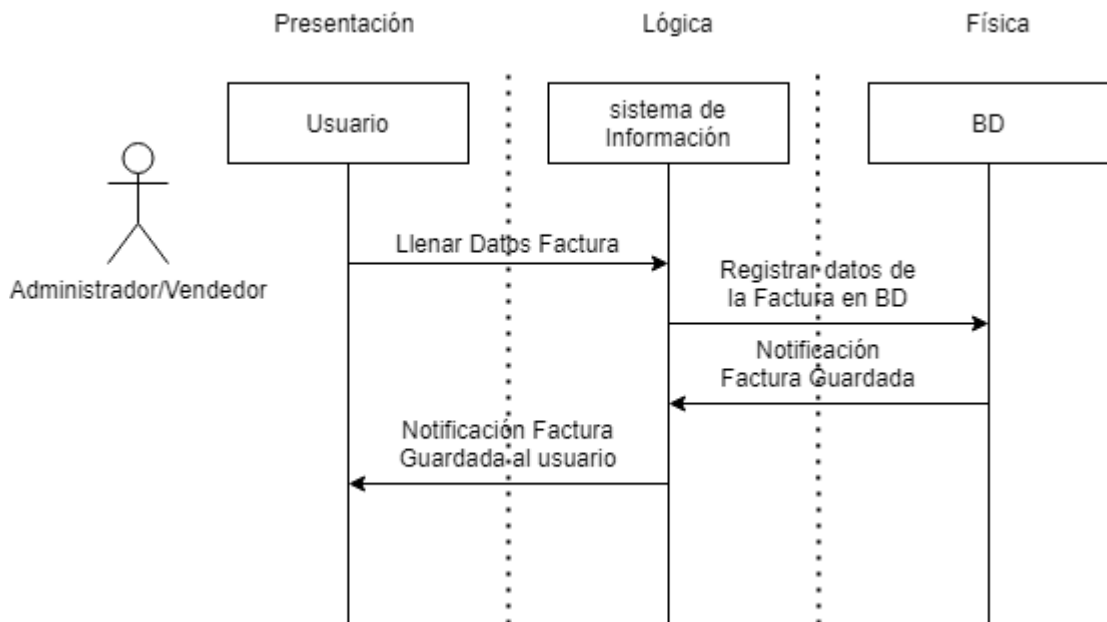 Presentación
Lógica
Física
Usuario
sistema de
Información
BD
Administrador/Vendedor
Llenar Datos Factura
Registrar datos de
la Factura en BD
Notificación
Factura Guardada
Notificación Factura
Guardada al usuario